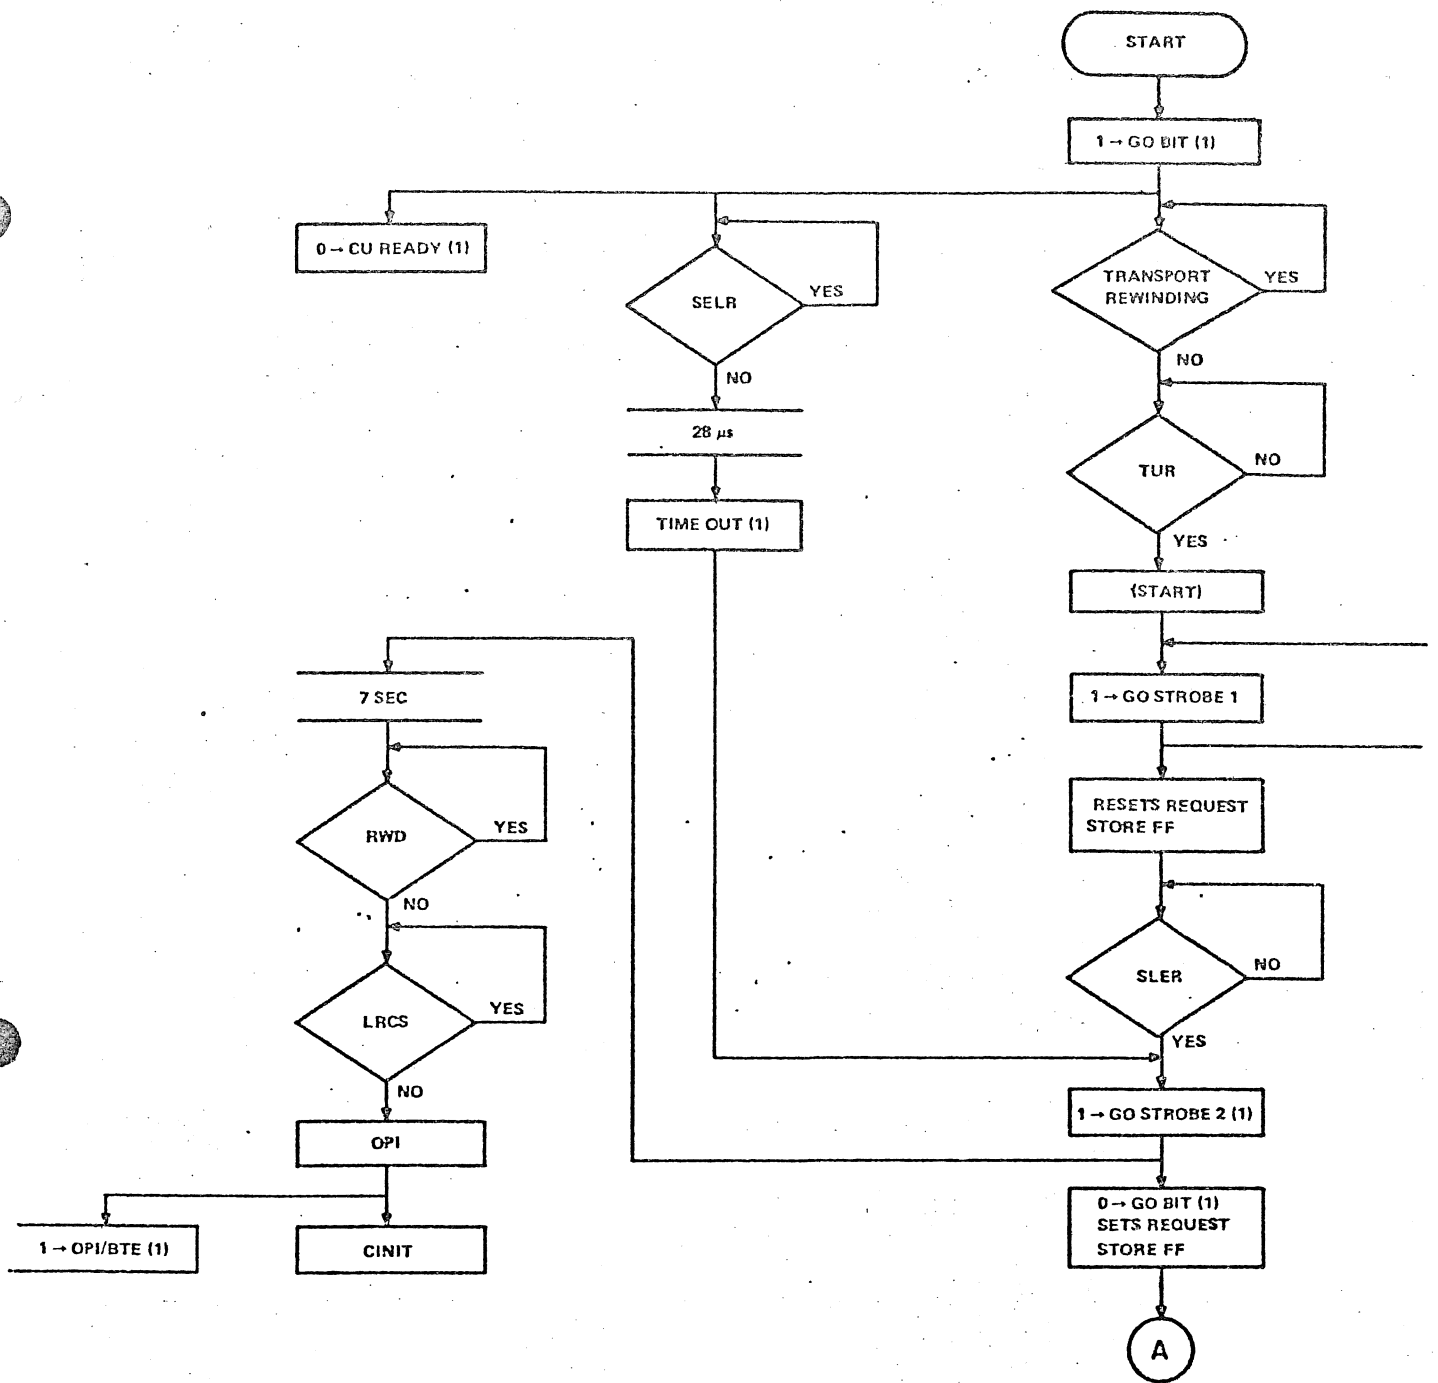 START
1 → GO BIT (1)
0 → CU READY (1)
SELR
YES
NO
28 μs
TIME OUT (1)
TRANSPORT
REWINDING
YES
NO
TUR
NO
YES
(START)
1 → GO STROBE 1
RESETS REQUEST
STORE FF
SLER
NO
YES
1 → GO STROBE 2 (1)
0 → GO BIT (1)
SETS REQUEST
STORE FF
A
7 SEC
RWD
YES
NO
LRCS
YES
NO
OPI
1 → OPI/BTE (1)
CINIT